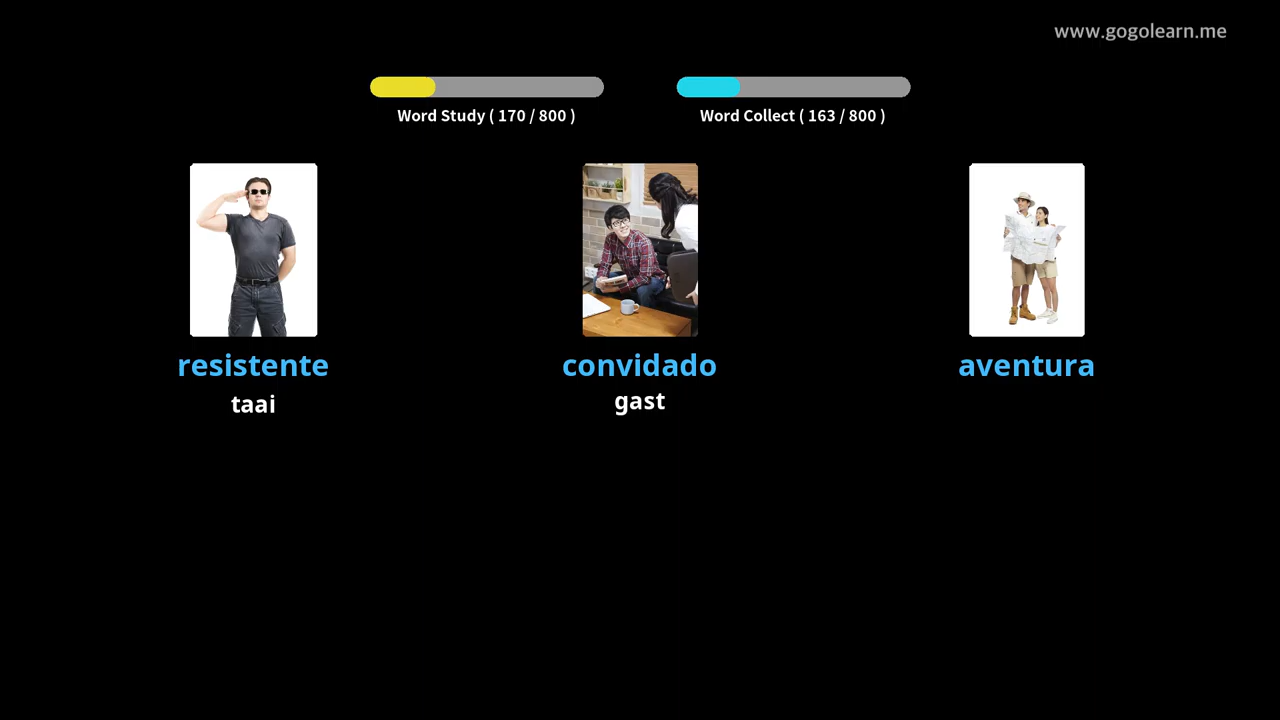 www.gogolearn.me
Word Study ( 170 / 800 )
Word Collect ( 163 / 800 )
resistente
taai
convidado
gast
aventura